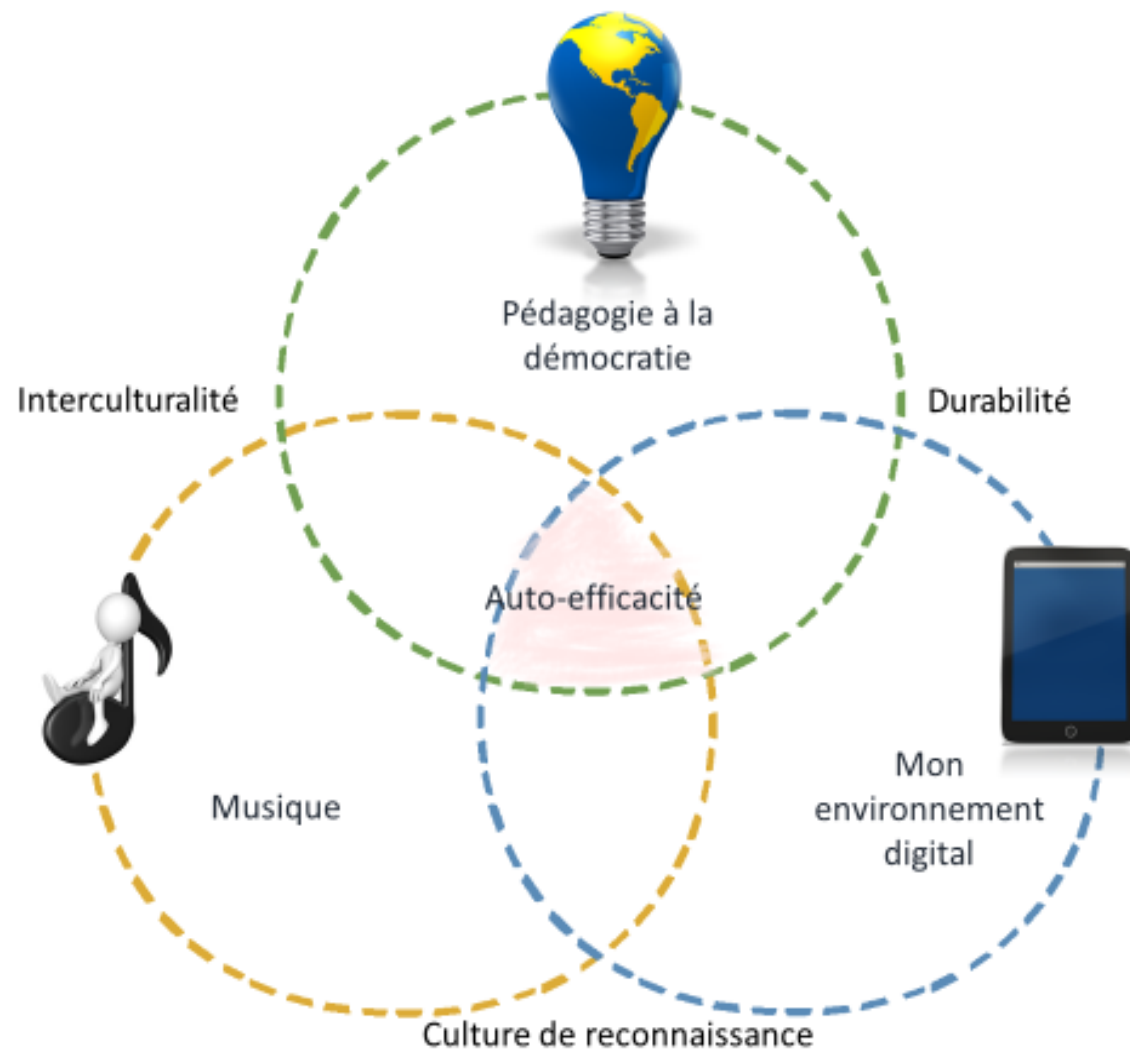 Pédagogie à la
démocratie
Interculturalité
Durabilité
Auto-efficacité
Musique
Mon
environnement
digital
Culture de reconnaissance